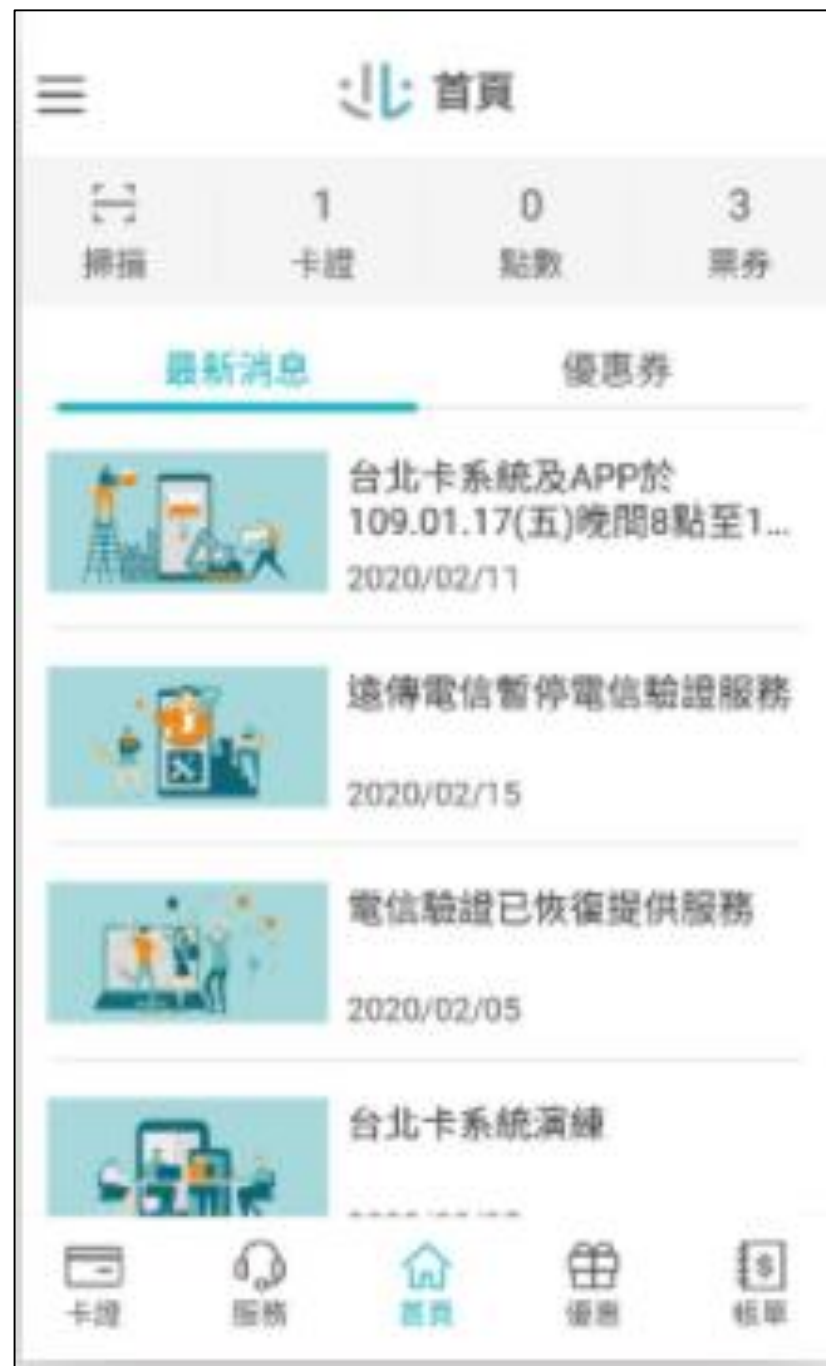 首頁
1 0 3
掃描 卡證 點數 票券
最新消息 優惠券
台北卡系統及APP於
109.01.17(五)晚間8點至1...
2020/02/11
遠傳電信暫停電信驗證服務
2020/02/15
電信驗證已恢復提供服務
2020/02/05
台北卡系統演練
卡證 服務 首頁 優惠 帳單